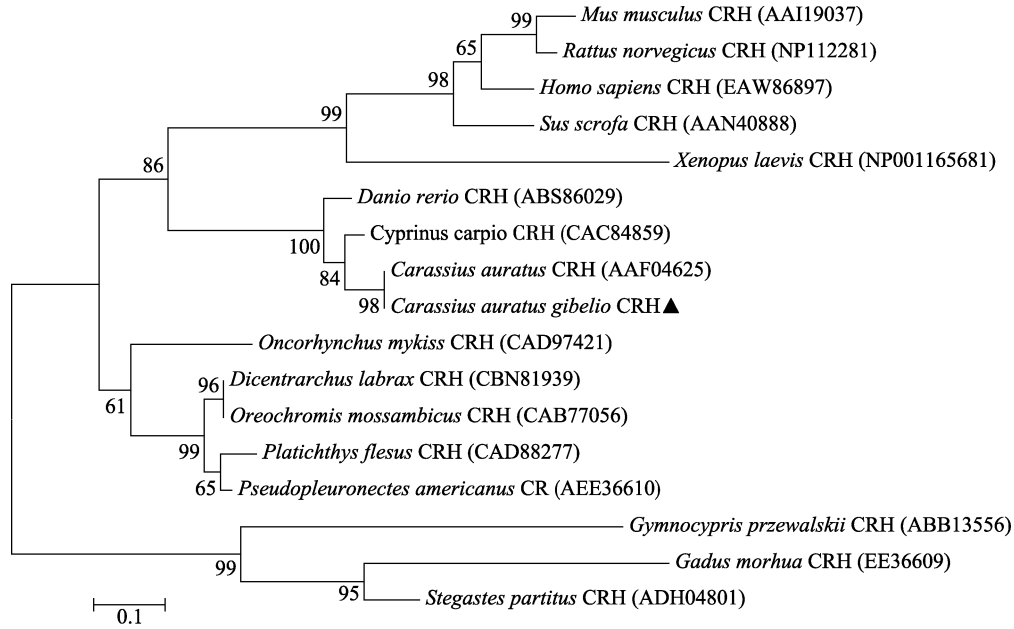 99 Mus musculus CRH (AAI19037)
65 Rattus norvegicus CRH (NP112281)
98 Homo sapiens CRH (EAW86897)
99 Sus scrofa CRH (AAN40888)
86 Xenopus laevis CRH (NP001165681)
Danio rerio CRH (ABS86029)
100 Cyprinus carpio CRH (CAC84859)
84 Carassius auratus CRH (AAF04625)
98 Carassius auratus gibelio CRH▲
Oncorhynchus mykiss CRH (CAD97421)
96 Dicentrarchus labrax CRH (CBN81939)
61 Oreochromis mossambicus CRH (CAB77056)
99 Platichthys flesus CRH (CAD88277)
65 Pseudopleuronectes americanus CR (AEE36610)
Gymnocypris przewalskii CRH (ABB13556)
99 Gadus morhua CRH (EE36609)
95 Stegastes partitus CRH (ADH04801)
0.1